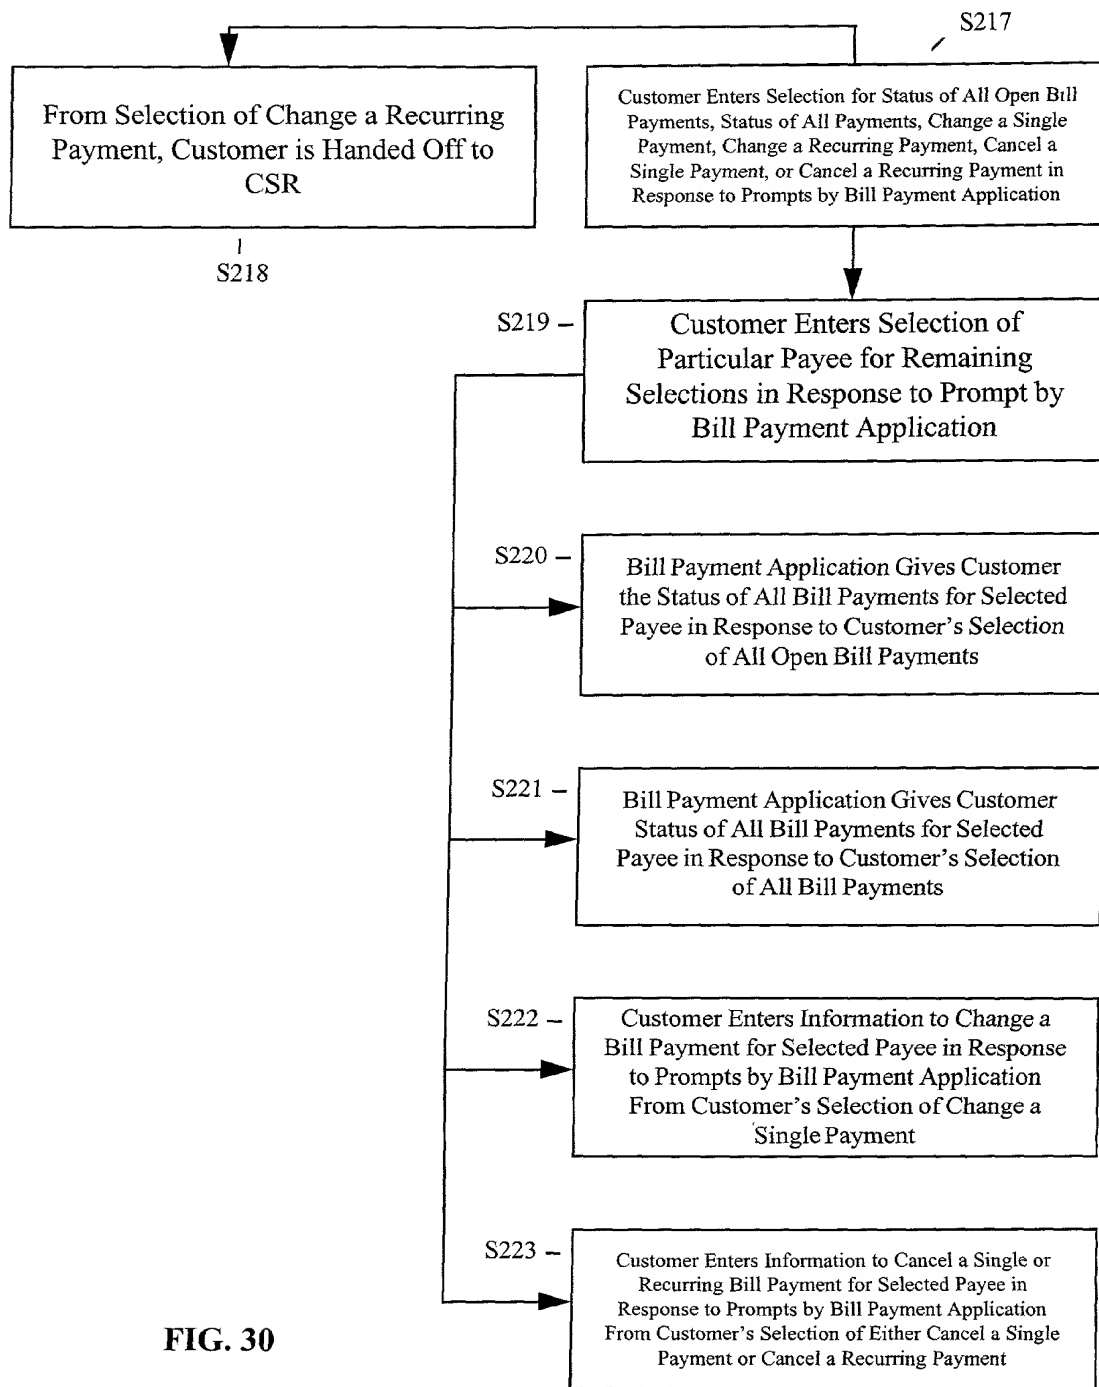 S217
From Selection of Change a Recurring
Payment, Customer is Handed Off to
CSR
S218
Customer Enters Selection for Status of All Open Bill
Payments, Status of All Payments, Change a Single
Payment, Change a Recurring Payment, Cancel a
Single Payment, or Cancel a Recurring Payment in
Response to Prompts by Bill Payment Application
S219
Customer Enters Selection of
Particular Payee for Remaining
Selections in Response to Prompt by
Bill Payment Application
S220
Bill Payment Application Gives Customer
the Status of All Bill Payments for Selected
Payee in Response to Customer's Selection
of All Open Bill Payments
S221
Bill Payment Application Gives Customer
Status of All Bill Payments for Selected
Payee in Response to Customer's Selection
of All Bill Payments
S222
Customer Enters Information to Change a
Bill Payment for Selected Payee in Response
to Prompts by Bill Payment Application
From Customer's Selection of Change a
Single Payment
S223
Customer Enters Information to Cancel a Single or
Recurring Bill Payment for Selected Payee in
Response to Prompts by Bill Payment Application
From Customer's Selection of Either Cancel a Single
Payment or Cancel a Recurring Payment
FIG. 30